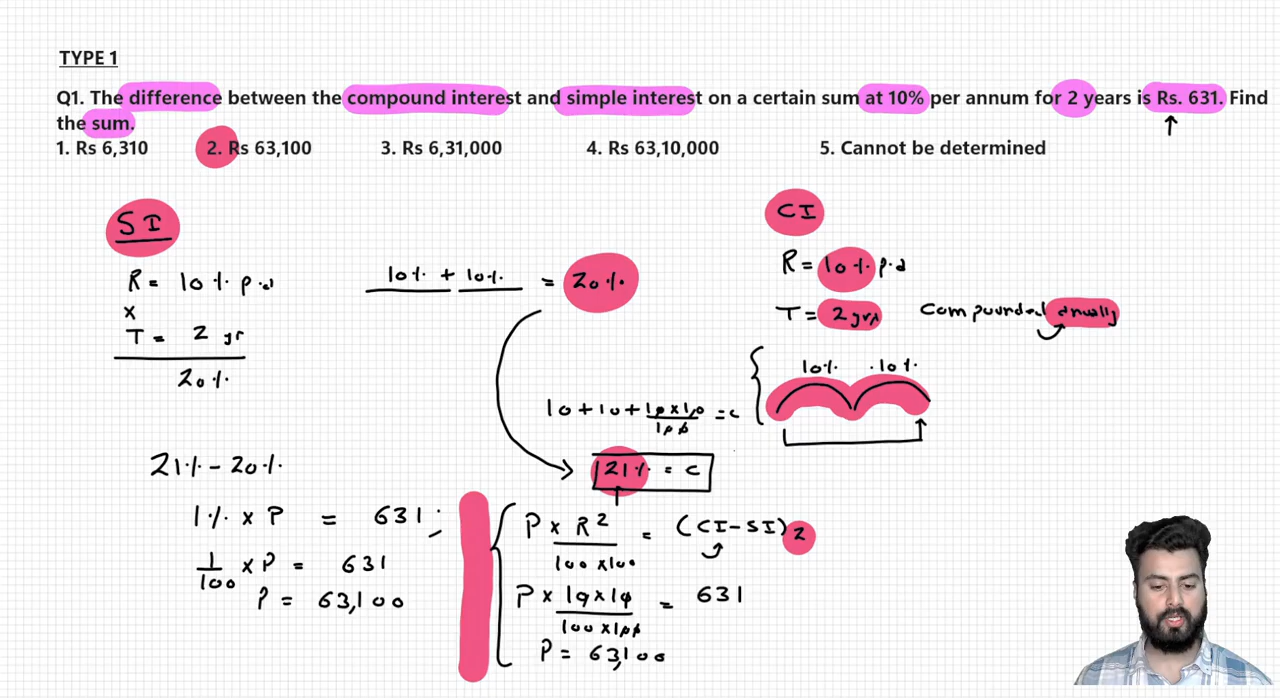 TYPE 1
Q1. The difference between the compound interest and simple interest on a certain sum at 10% per annum for 2 years is Rs. 631. Find
the sum.
1. Rs 6,310 2. Rs 63,100 3. Rs 6,31,000 4. Rs 63,10,000 5. Cannot be determined
SI
R = 10% p.a
x
T = 2 yr
20%
10% + 10% = 20%
CI
R = 10% p.a
T = 2 yrs Compounded anually
10% 10%
10 + 10 + 10x10/100 = c
21% = c
21% - 20%
1% x P = 631
1/100 x P = 631
P = 63,100
P x R²/100 x 100 = (CI - SI) 2
P x 10 x 10/100 x 100 = 631
P = 63,100